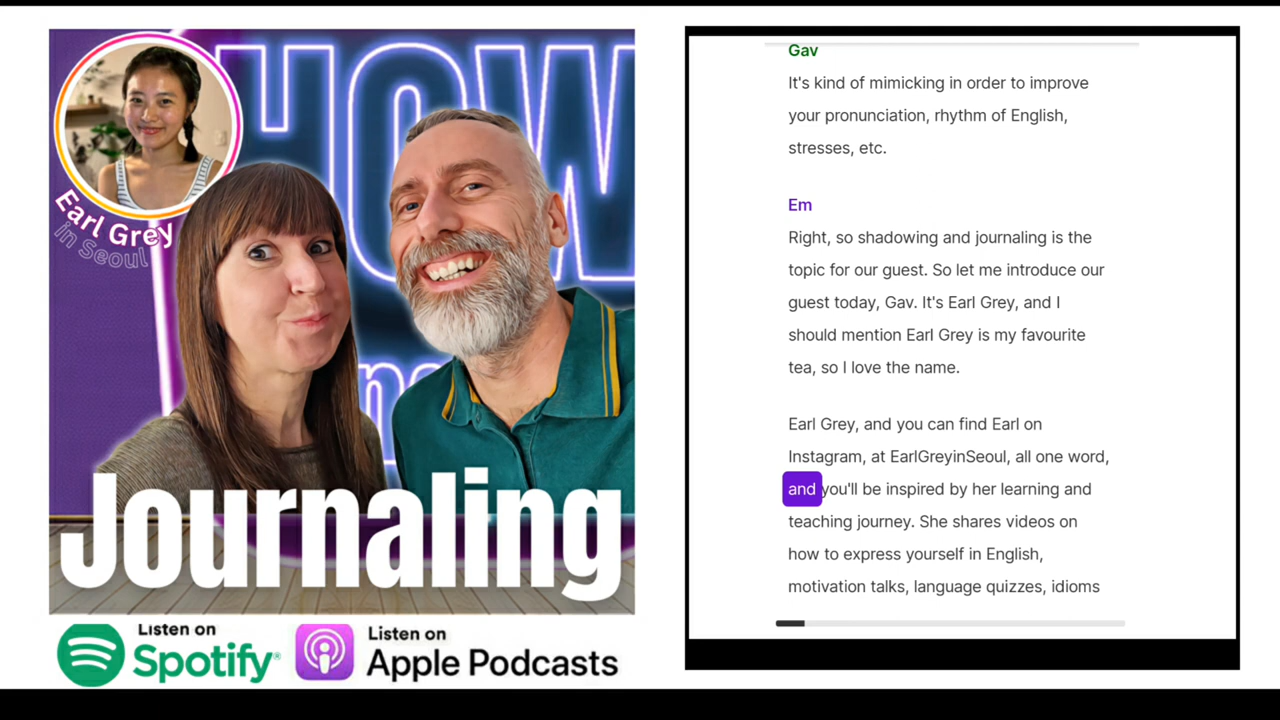 HOW
Earl Grey
in Seoul
Journaling
Listen on
Spotify
Listen on
Apple Podcasts
Gav
It's kind of mimicking in order to improve
your pronunciation, rhythm of English,
stresses, etc.
Em
Right, so shadowing and journaling is the
topic for our guest. So let me introduce our
guest today, Gav. It's Earl Grey, and I
should mention Earl Grey is my favourite
tea, so I love the name.
Earl Grey, and you can find Earl on
Instagram, at EarlGreyinSeoul, all one word,
and you'll be inspired by her learning and
teaching journey. She shares videos on
how to express yourself in English,
motivation talks, language quizzes, idioms